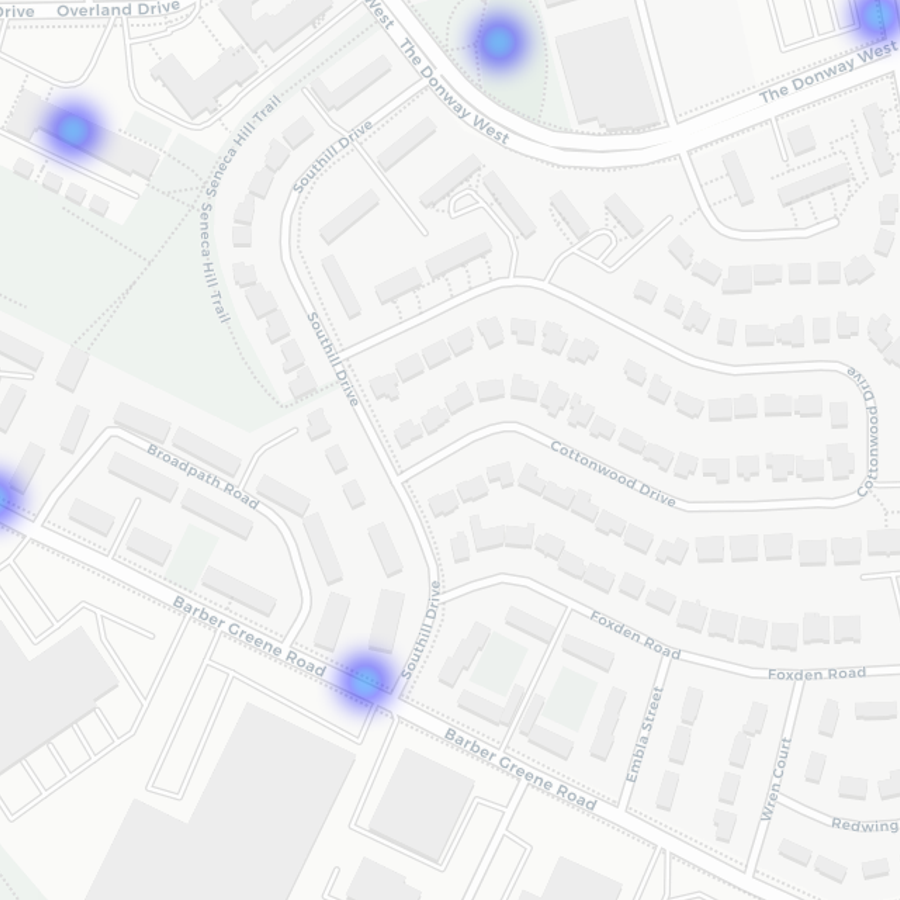 Drive
Overland Drive
West
The Donway West
The Donway West
Seneca Hill Trail
Southill Drive
Seneca Hill Trail
Southill Drive
Cottonwood Drive
Broadpath Road
Cottonwood Drive
Southill Drive
Barber Greene Road
Foxden Road
Foxden Road
Embla Street
Wren Court
Barber Greene Road
Redwing